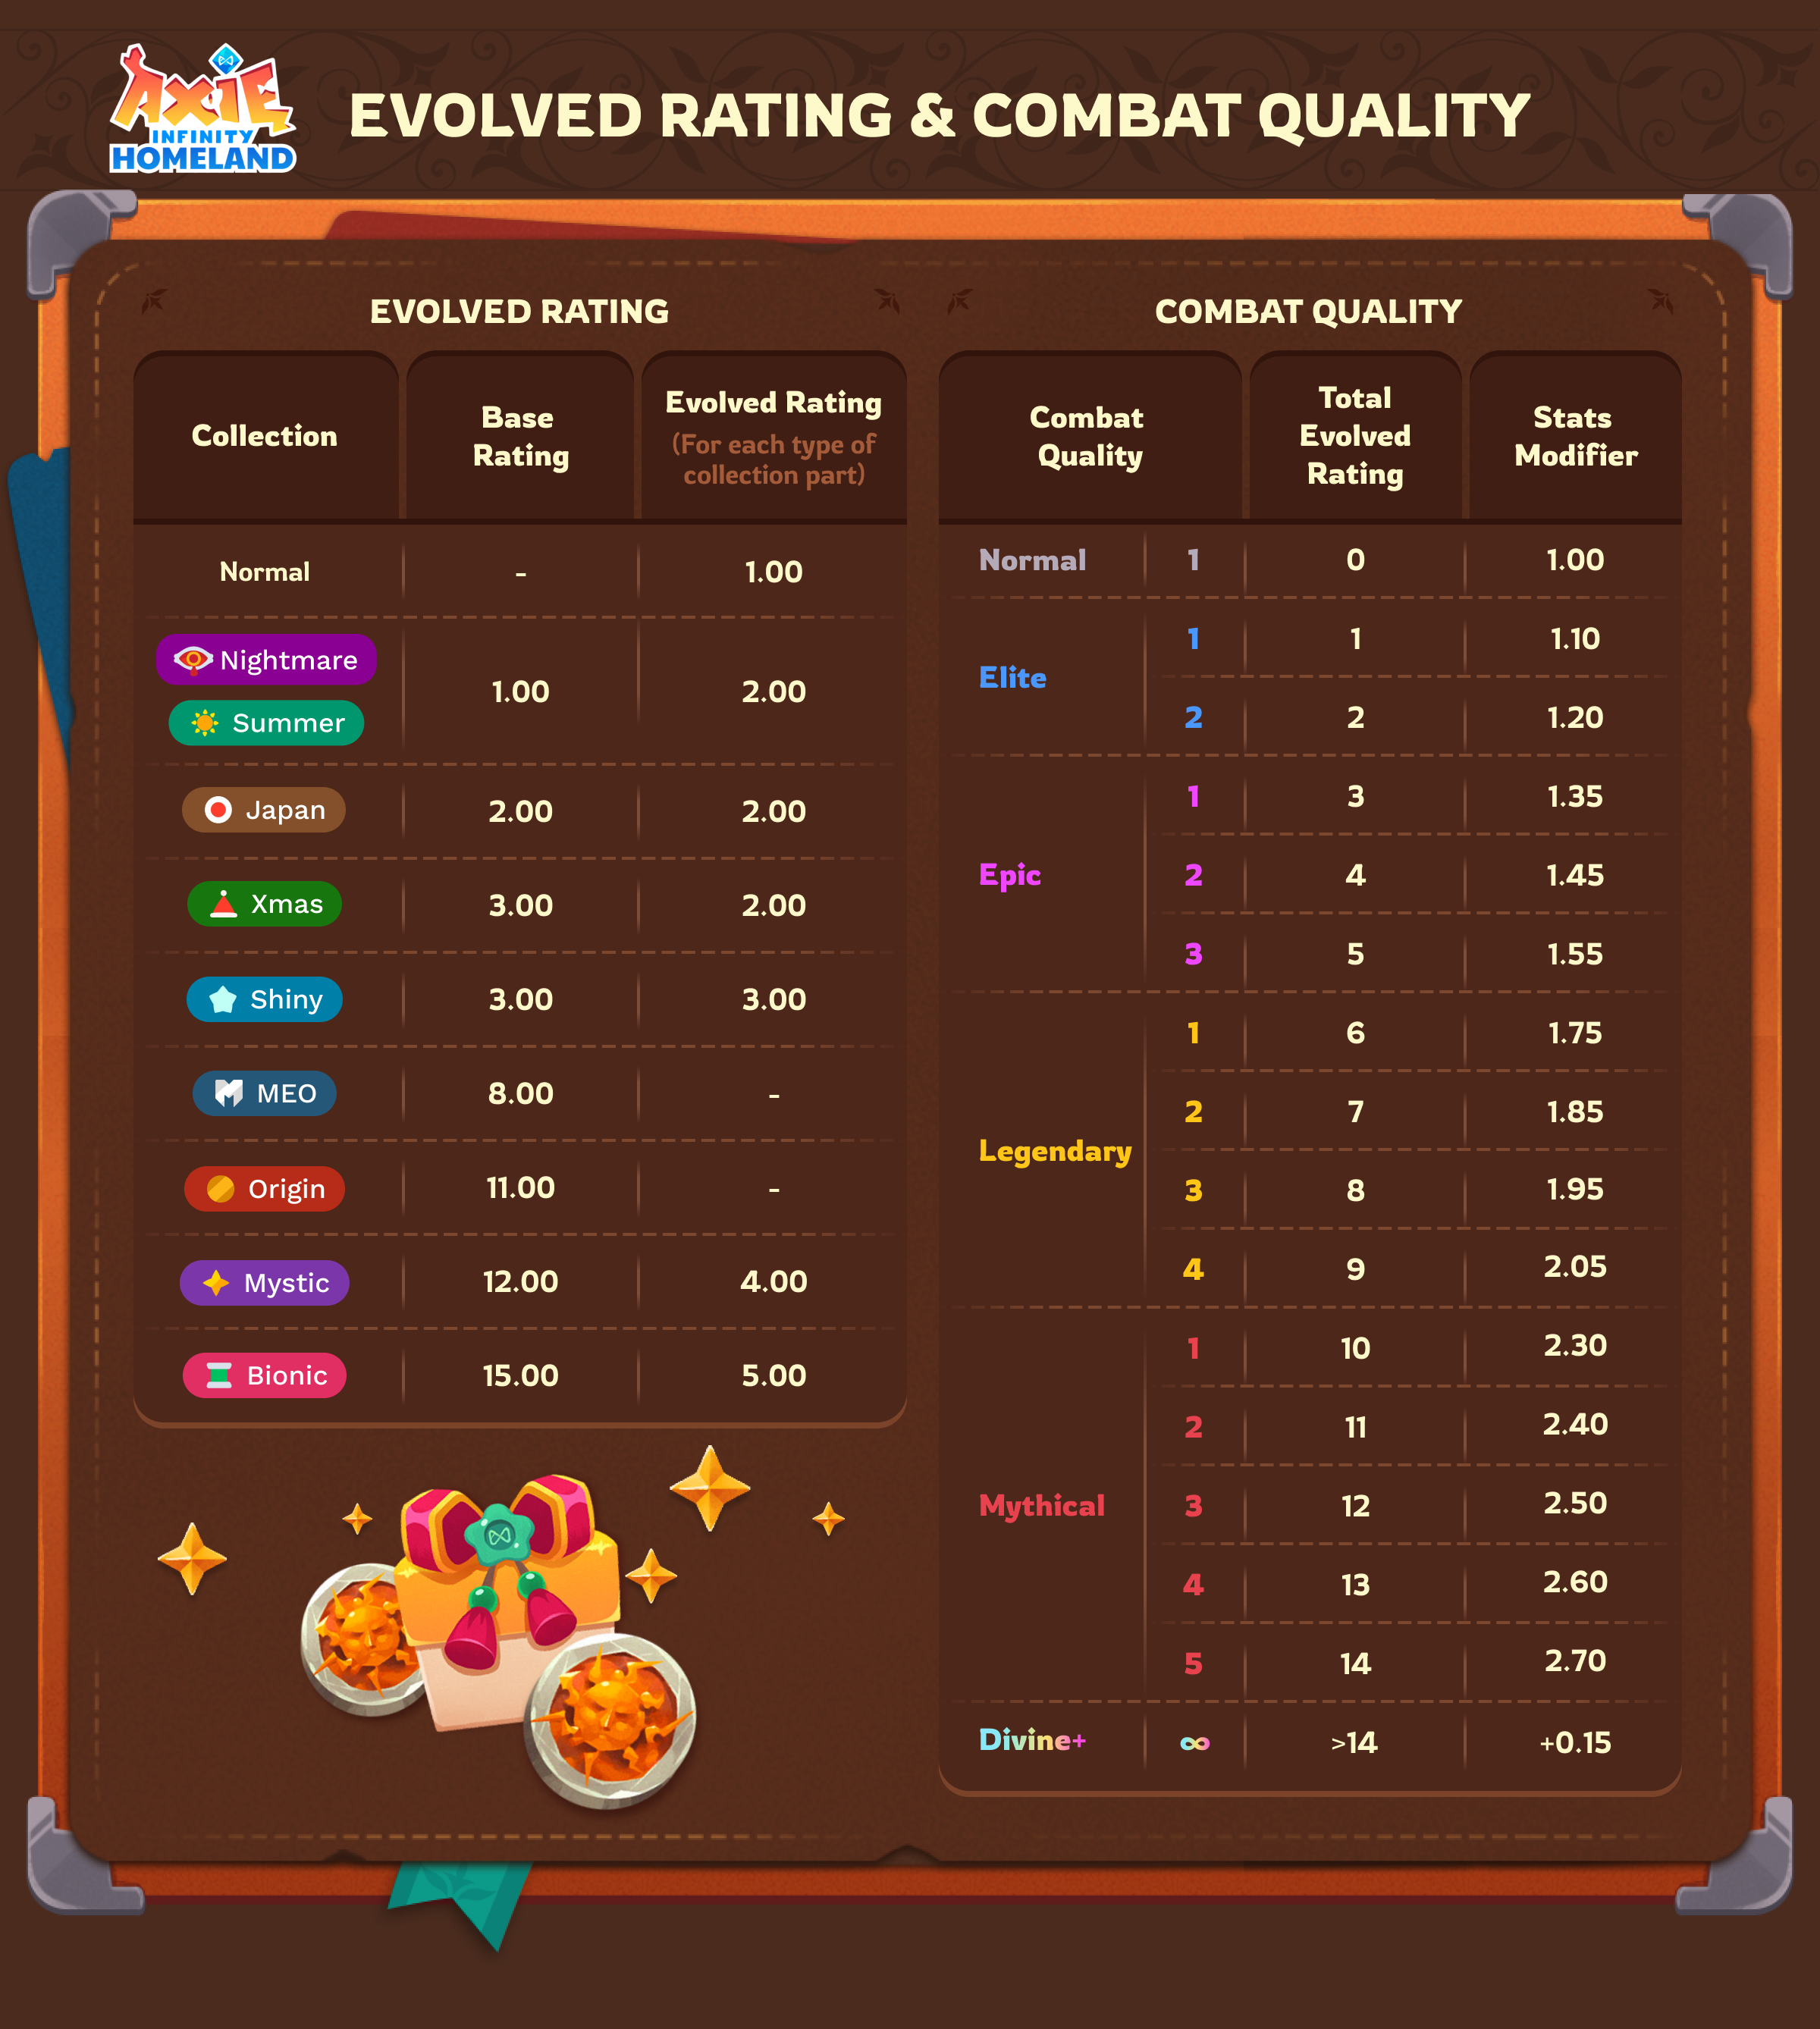 AXIE
INFINITY
HOMELAND
EVOLVED RATING & COMBAT QUALITY
EVOLVED RATING
Collection
Base
Rating
Evolved Rating
(For each type of
collection part)
Normal - 1.00
Nightmare
Summer
1.00 2.00
Japan 2.00 2.00
Xmas 3.00 2.00
Shiny 3.00 3.00
MEO 8.00 -
Origin 11.00 -
Mystic 12.00 4.00
Bionic 15.00 5.00
COMBAT QUALITY
Combat
Quality
Total
Evolved
Rating
Stats
Modifier
Normal 1 0 1.00
Elite
1 1 1.10
2 2 1.20
Epic
1 3 1.35
2 4 1.45
3 5 1.55
Legendary
1 6 1.75
2 7 1.85
3 8 1.95
4 9 2.05
Mythical
1 10 2.30
2 11 2.40
3 12 2.50
4 13 2.60
5 14 2.70
Divine+ ∞ >14 +0.15